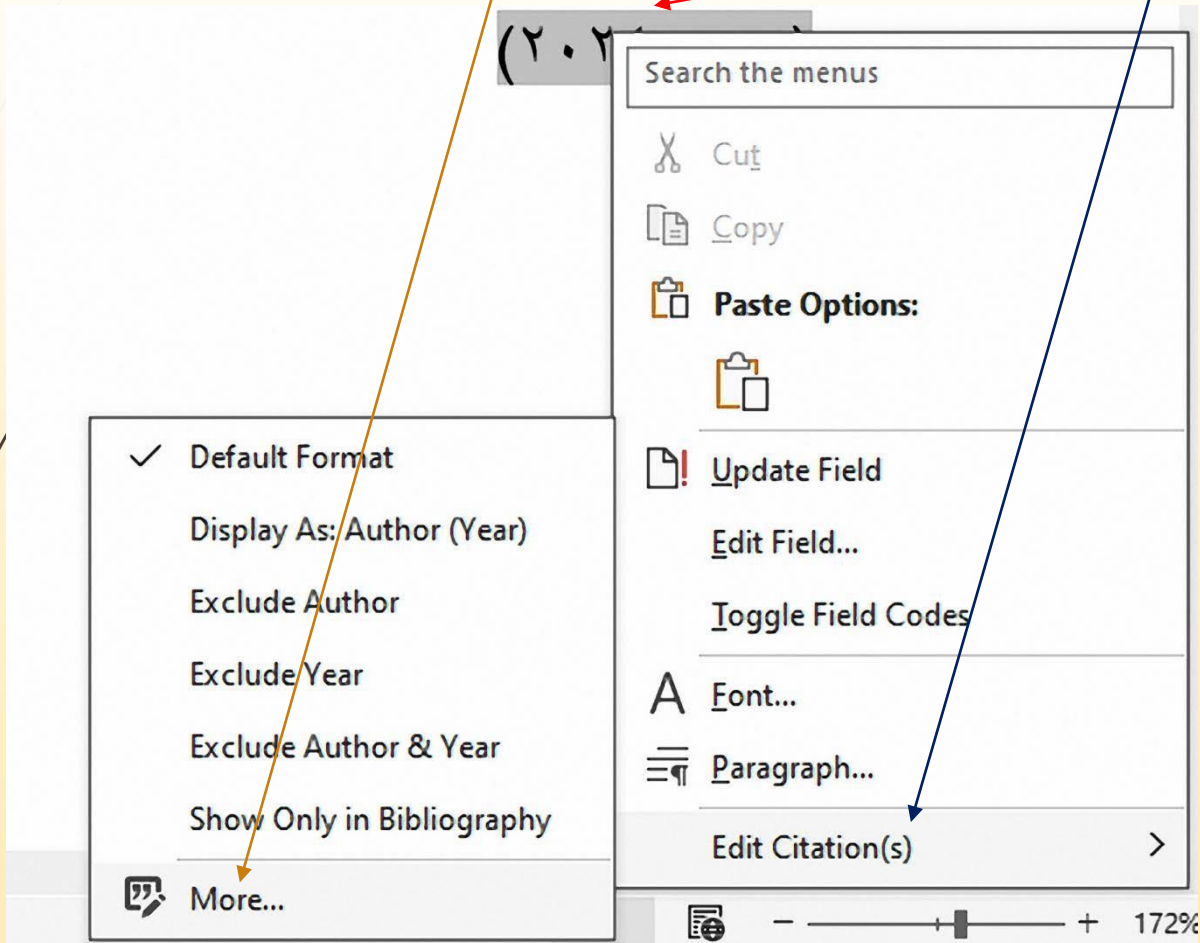 (٢٠٢
Search the menus
Cut
Copy
Paste Options:
Update Field
Edit Field...
Toggle Field Codes
Font...
Paragraph...
Edit Citation(s)
Default Format
Display As: Author (Year)
Exclude Author
Exclude Year
Exclude Author & Year
Show Only in Bibliography
More...
172%